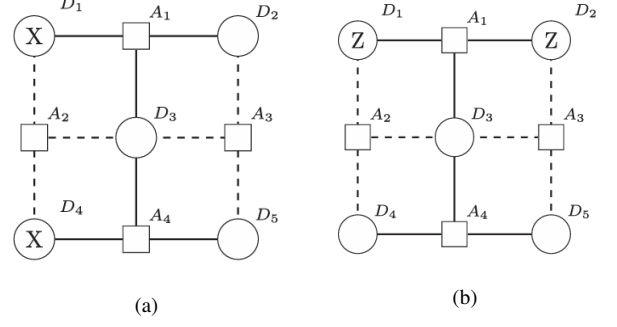 D₁ A₁ D₂
X
A₂ D₃ A₃
D₄ A₄ D₅
X
(a)
D₁ A₁ D₂
Z Z
A₂ D₃ A₃
D₄ A₄ D₅
(b)